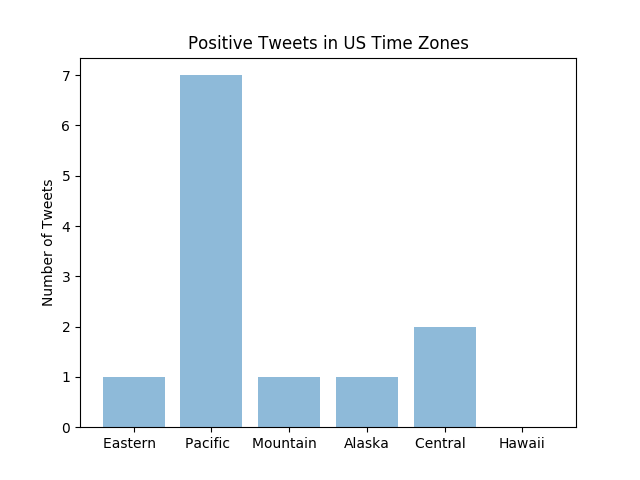 Positive Tweets in US Time Zones
Number of Tweets
7
6
5
4
3
2
1
0
Eastern Pacific Mountain Alaska Central Hawaii